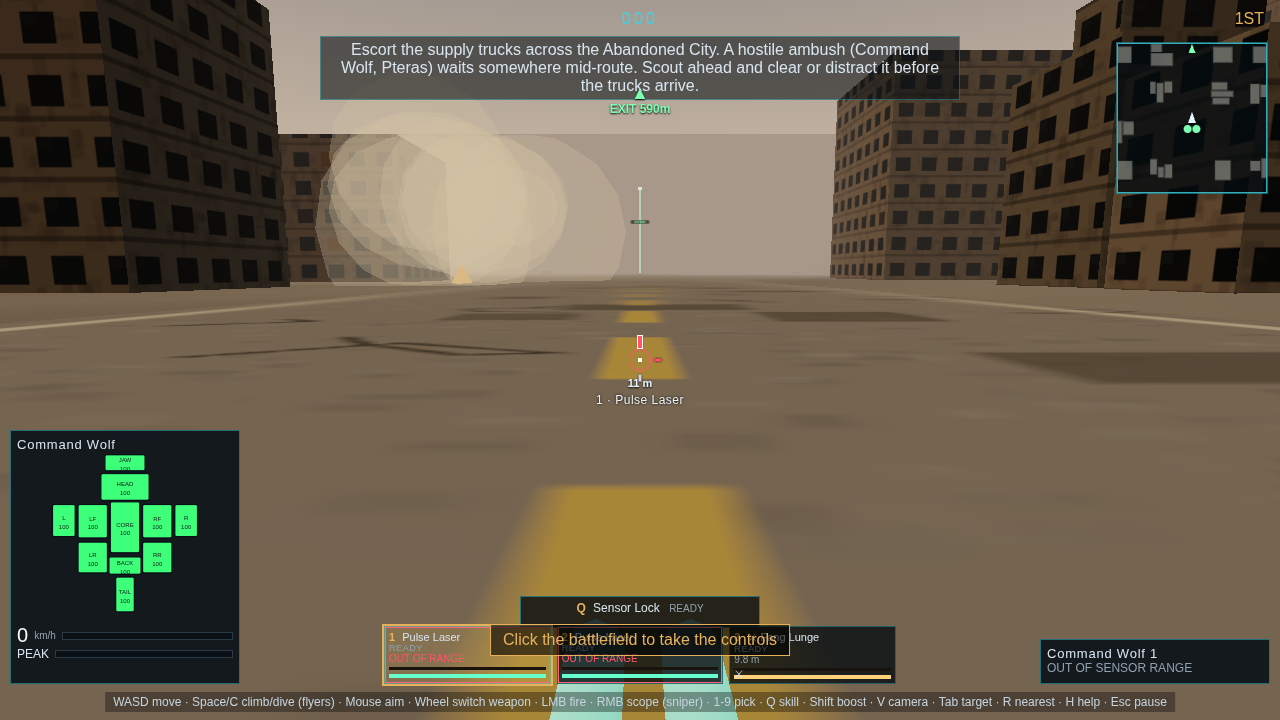 000
1ST
Escort the supply trucks across the Abandoned City. A hostile ambush (Command
Wolf, Pteras) waits somewhere mid-route. Scout ahead and clear or distract it before
the trucks arrive.
EXIT 590m
11 m
1 · Pulse Laser
Command Wolf
JAW
100
HEAD
100
L
100
LF
100
CORE
100
RF
100
R
100
LR
100
BACK
100
RR
100
TAIL
100
0 km/h
PEAK
Q Sensor Lock READY
1 Pulse Laser
READY
OUT OF RANGE
OUT OF RANGE
Lunge
READY
9.8 m
Click the battlefield to take the controls
Command Wolf 1
OUT OF SENSOR RANGE
WASD move · Space/C climb/dive (flyers) · Mouse aim · Wheel switch weapon · LMB fire · RMB scope (sniper) · 1-9 pick · Q skill · Shift boost · V camera · Tab target · R nearest · H help · Esc pause